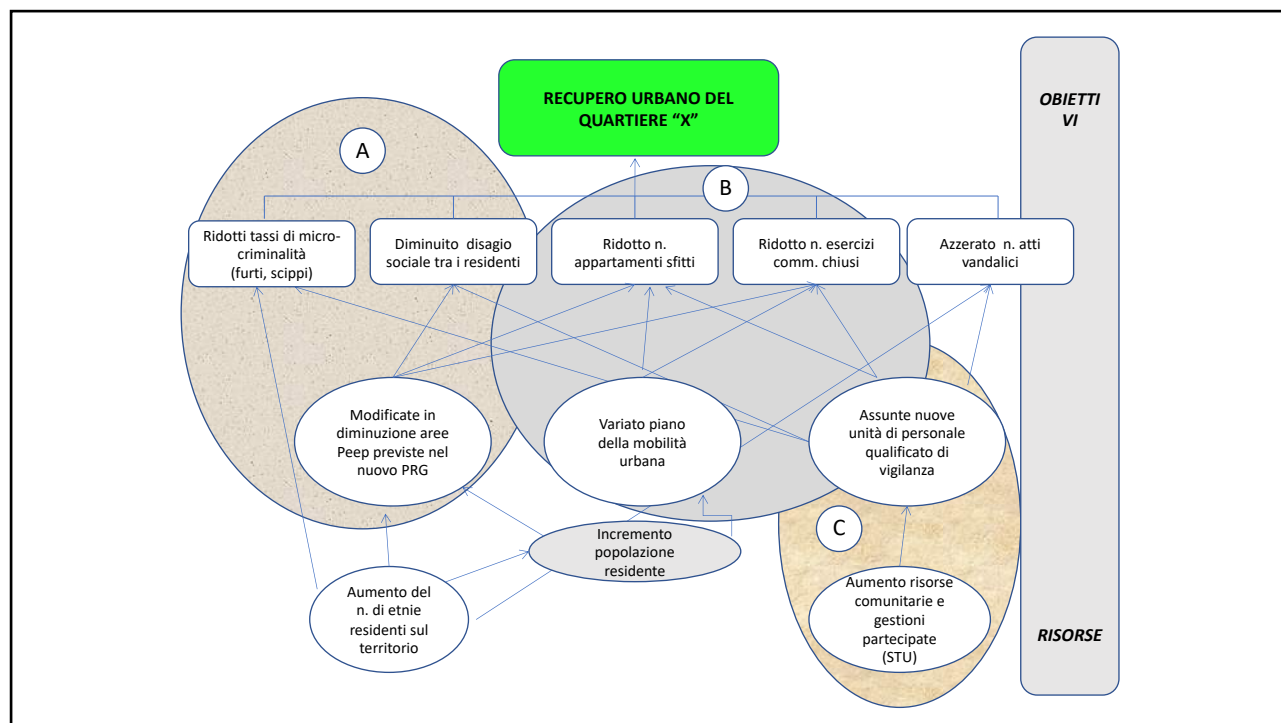 RECUPERO URBANO DEL
QUARTIERE “X”
OBIETTI
VI
A
B
Ridotti tassi di micro-
criminalità
(furti, scippi)
Diminuito disagio
sociale tra i residenti
Ridotto n.
appartamenti sfitti
Ridotto n. esercizi
comm. chiusi
Azzerato n. atti
vandalici
Modificate in
diminuzione aree
Peep previste nel
nuovo PRG
Variato piano
della mobilità
urbana
Assunte nuove
unità di personale
qualificato di
vigilanza
C
Incremento
popolazione
residente
Aumento del
n. di etnie
residenti sul
territorio
Aumento risorse
comunitarie e
gestioni
partecipate
(STU)
RISORSE